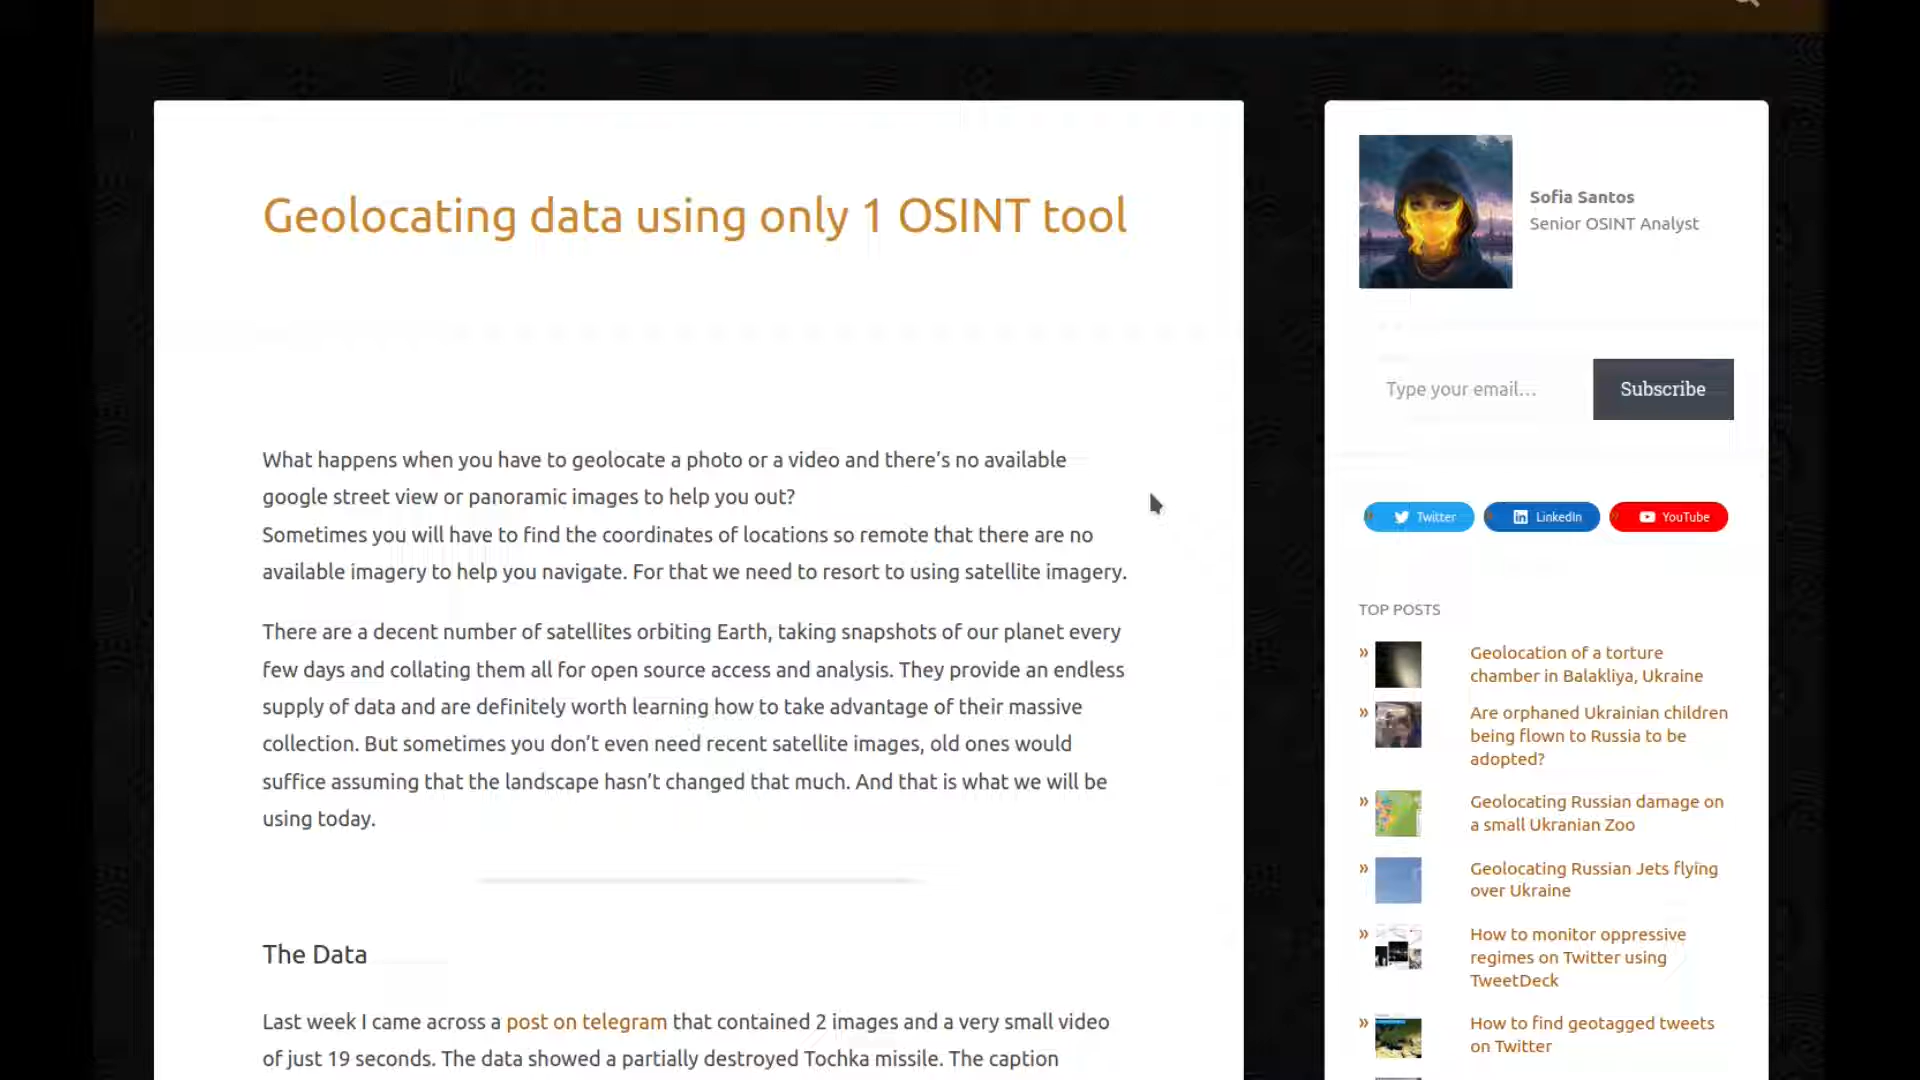 Geolocating data using only 1 OSINT tool
What happens when you have to geolocate a photo or a video and there's no available
google street view or panoramic images to help you out?
Sometimes you will have to find the coordinates of locations so remote that there are no
available imagery to help you navigate. For that we need to resort to using satellite imagery.
There are a decent number of satellites orbiting Earth, taking snapshots of our planet every
few days and collating them all for open source access and analysis. They provide an endless
supply of data and are definitely worth learning how to take advantage of their massive
collection. But sometimes you don't even need recent satellite images, old ones would
suffice assuming that the landscape hasn't changed that much. And that is what we will be
using today.
The Data
Last week I came across a post on telegram that contained 2 images and a very small video
of just 19 seconds. The data showed a partially destroyed Tochka missile. The caption
Sofia Santos
Senior OSINT Analyst
Type your email…
Subscribe
Twitter
LinkedIn
YouTube
TOP POSTS
» Geolocation of a torture
chamber in Balakliya, Ukraine
» Are orphaned Ukrainian children
being flown to Russia to be
adopted?
» Geolocating Russian damage on
a small Ukranian Zoo
» Geolocating Russian Jets flying
over Ukraine
» How to monitor oppressive
regimes on Twitter using
TweetDeck
» How to find geotagged tweets
on Twitter